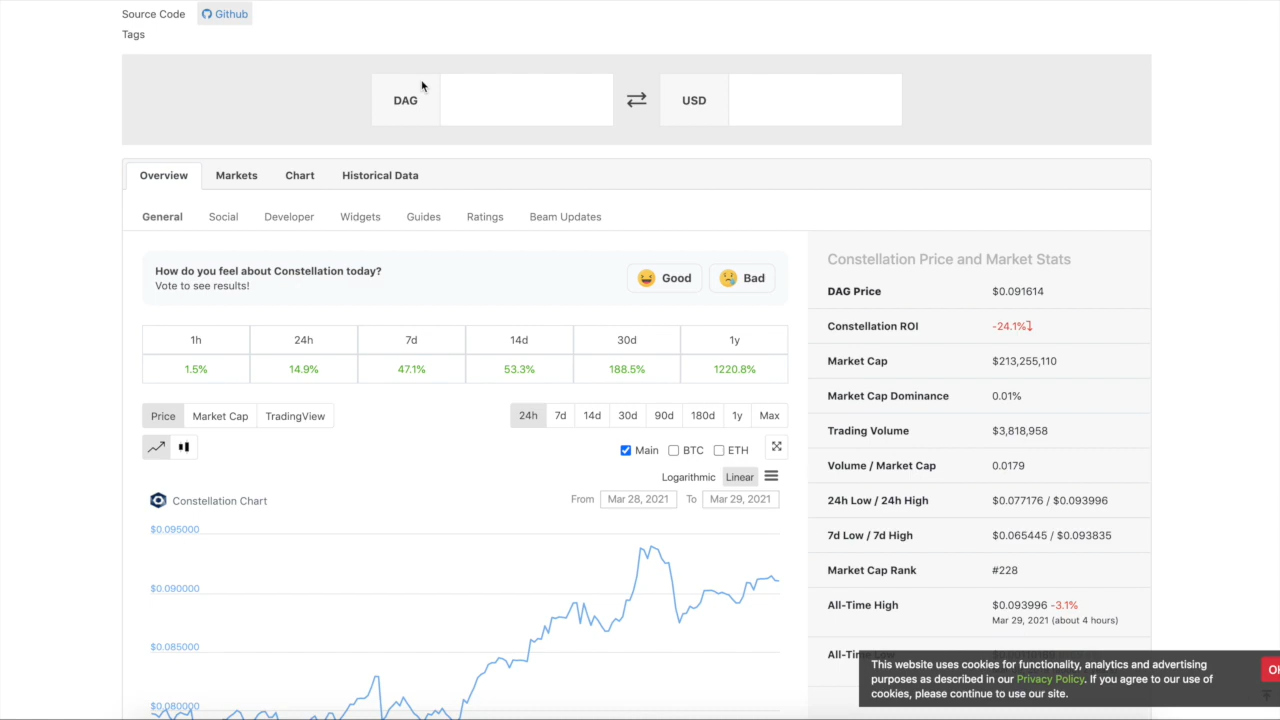 Source Code Github
Tags
DAG USD
Overview Markets Chart Historical Data
General Social Developer Widgets Guides Ratings Beam Updates
How do you feel about Constellation today?
Vote to see results!
Good Bad
1h 24h 7d 14d 30d 1y
1.5% 14.9% 47.1% 53.3% 188.5% 1220.8%
Price Market Cap TradingView
24h 7d 14d 30d 90d 180d 1y Max
Main BTC ETH
Logarithmic Linear
Constellation Chart
From Mar 28, 2021 To Mar 29, 2021
$0.095000
$0.090000
$0.085000
$0.080000
Constellation Price and Market Stats
DAG Price $0.091614
Constellation ROI -24.1%
Market Cap $213,255,110
Market Cap Dominance 0.01%
Trading Volume $3,818,958
Volume / Market Cap 0.0179
24h Low / 24h High $0.077176 / $0.093996
7d Low / 7d High $0.065445 / $0.093835
Market Cap Rank #228
All-Time High $0.093996 -3.1%
Mar 29, 2021 (about 4 hours)
This website uses cookies for functionality, analytics and advertising
purposes as described in our Privacy Policy. If you agree to our use of
cookies, please continue to use our site.